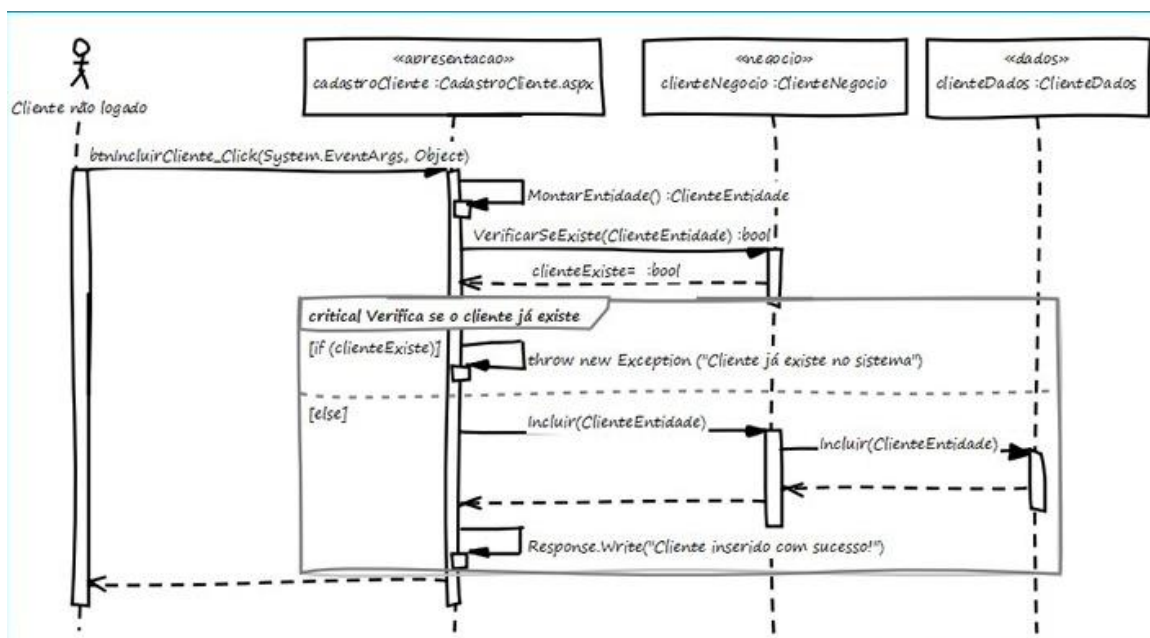 «apresentacao»
cadastroCliente :CadastroCliente.aspx
«negocio»
clienteNegocio :ClienteNegocio
«dados»
clienteDados :ClienteDados
Cliente não logado
btnIncluirCliente_Click(System.EventArgs, Object)
MontarEntidade() :ClienteEntidade
VerificarSeExiste(ClienteEntidade) :bool
clienteExiste= :bool
critical Verifica se o cliente já existe
[if (clienteExiste)]
throw new Exception ("Cliente já existe no sistema")
[else]
Incluir(ClienteEntidade)
Incluir(ClienteEntidade)
Response.Write("Cliente inserido com sucesso!")